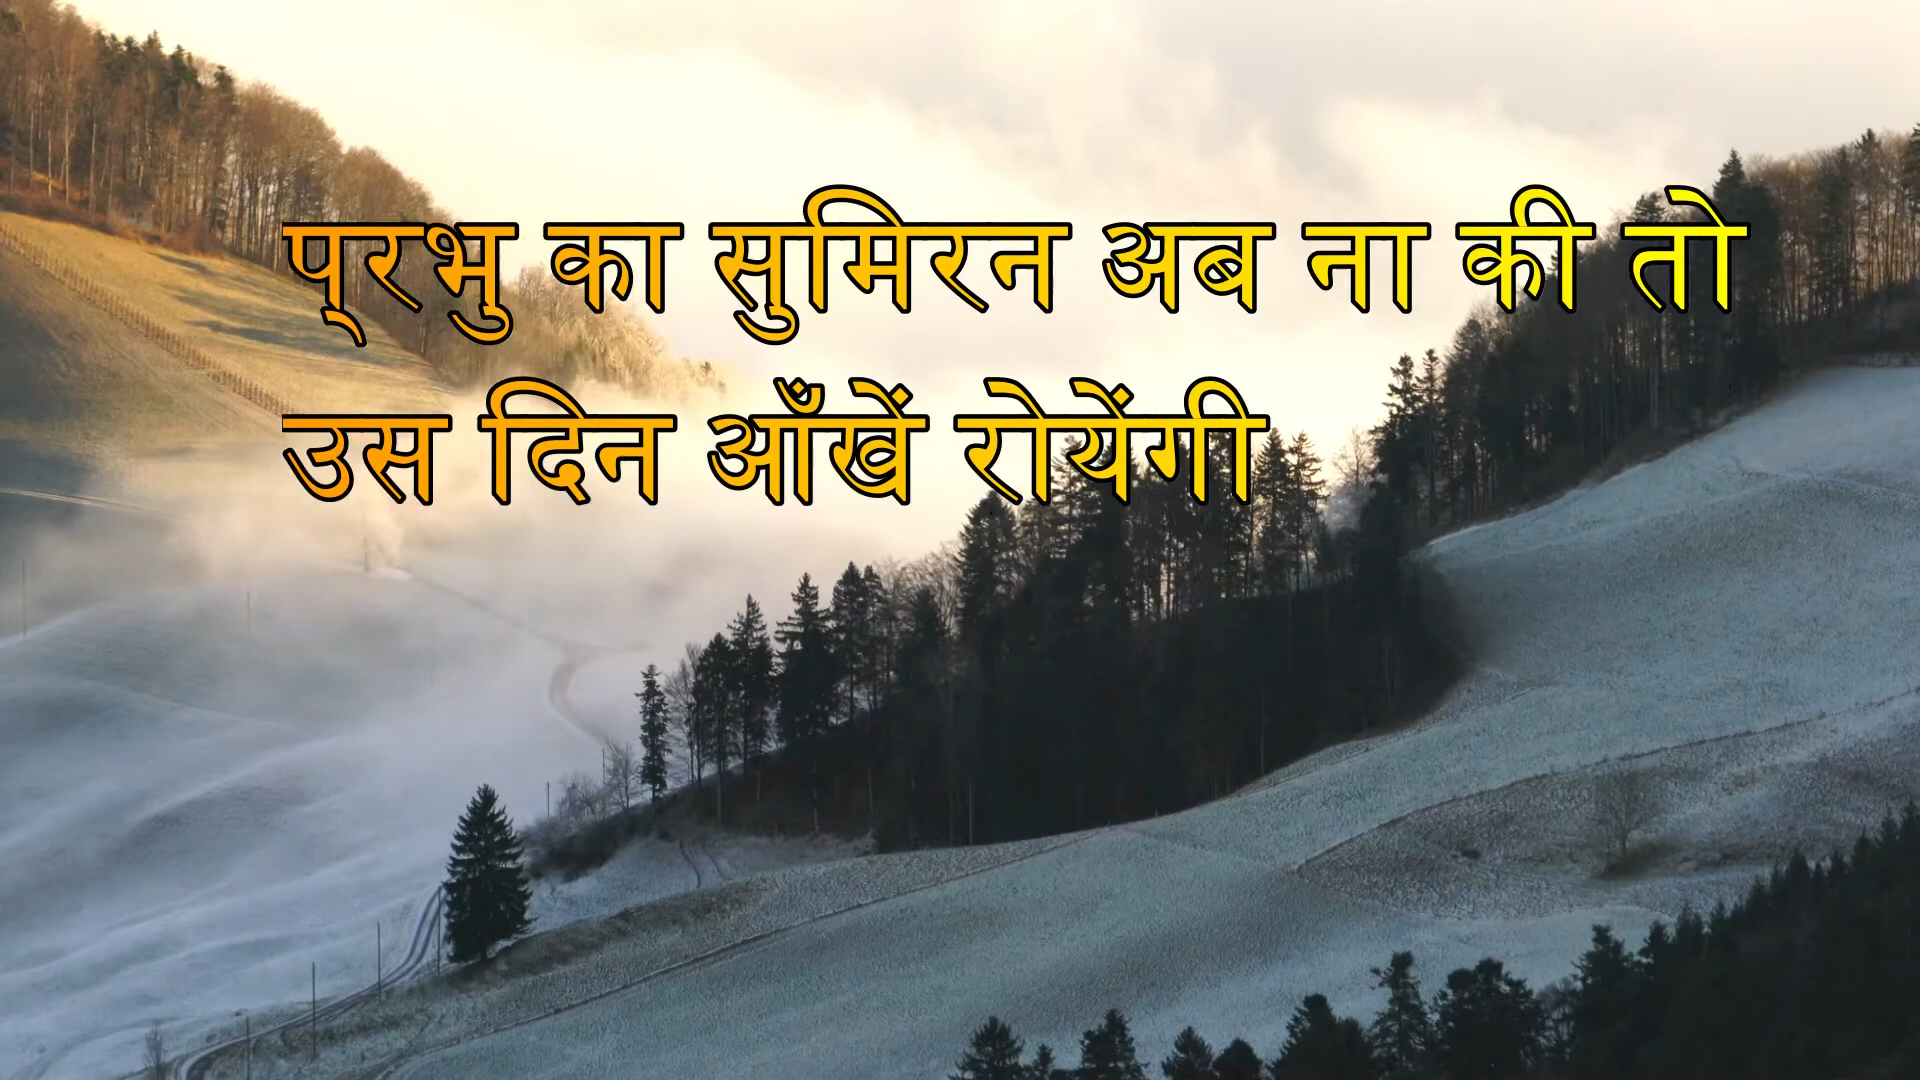 प्रभु का सुमिरन अब ना की तो
उस दिन आँखें रोयेंगी